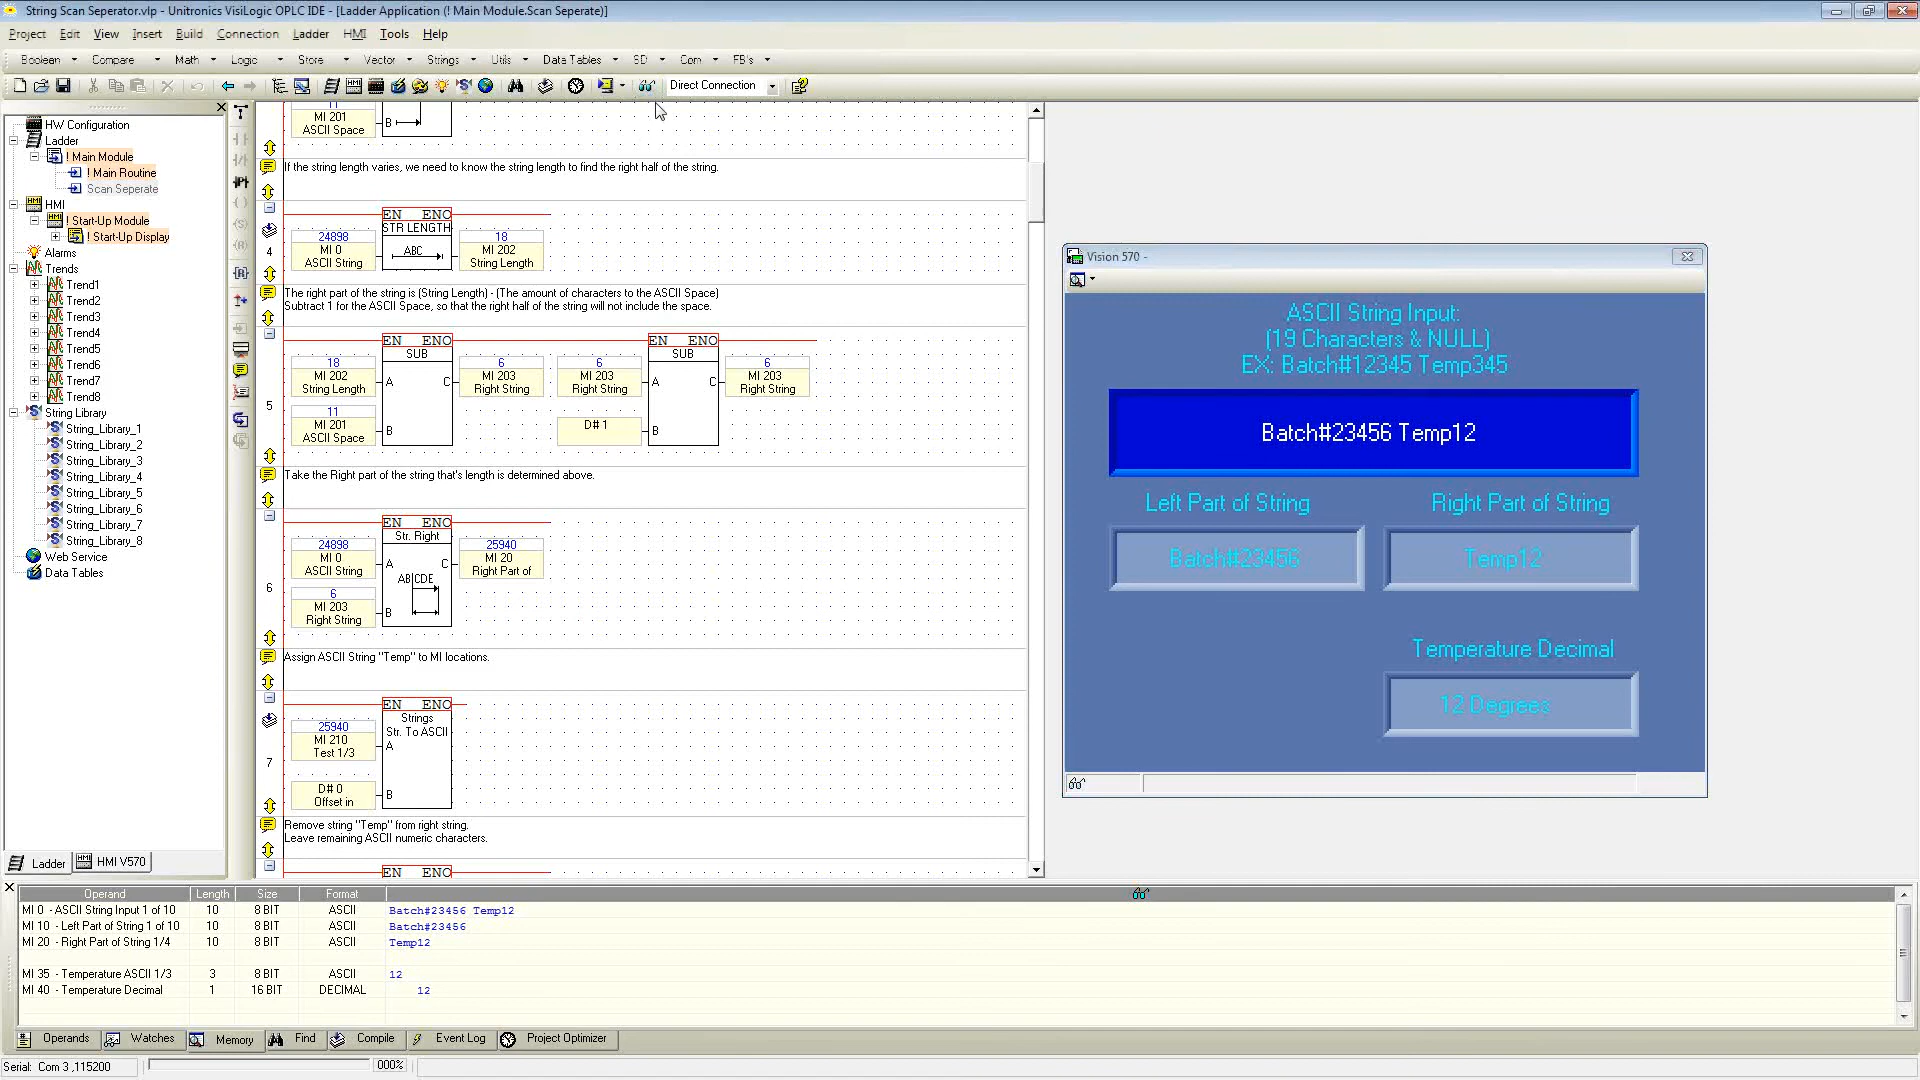 String Scan Seperator.vlp - Unitronics VisiLogic OPLC IDE - [Ladder Application (! Main Module.Scan Seperate)]
Project Edit View Insert Build Connection Ladder HMI Tools Help
Boolean Compare Math Logic Store Vector Strings Utils Data Tables SD Com FB's
Direct Connection
HW Configuration
Ladder
! Main Module
! Main Routine
Scan Seperate
HMI
! Start-Up Module
! Start-Up Display
Alarms
Trends
Trend1
Trend2
Trend3
Trend4
Trend5
Trend6
Trend7
Trend8
String Library
String_Library_1
String_Library_2
String_Library_3
String_Library_4
String_Library_5
String_Library_6
String_Library_7
String_Library_8
Web Service
Data Tables
Ladder HMI V570
11
MI 201
ASCII Space
B
If the string length varies, we need to know the string length to find the right half of the string.
4
EN ENO
STR LENGTH
ABC
24898
MI 0
ASCII String
18
MI 202
String Length
The right part of the string is (String Length) - (The amount of characters to the ASCII Space)
Subtract 1 for the ASCII Space, so that the right half of the string will not include the space.
5
EN ENO
SUB
18
MI 202
String Length
A
C
6
MI 203
Right String
11
MI 201
ASCII Space
B
EN ENO
SUB
6
MI 203
Right String
A
C
6
MI 203
Right String
D# 1
B
Take the Right part of the string that's length is determined above.
6
EN ENO
Str. Right
24898
MI 0
ASCII String
A
C
25940
MI 20
Right Part of
AB|CDE
6
MI 203
Right String
B
Assign ASCII String "Temp" to MI locations.
7
EN ENO
Strings
Str. To ASCII
25940
MI 210
Test 1/3
A
D# 0
Offset in
B
Remove string "Temp" from right string.
Leave remaining ASCII numeric characters.
EN ENO
Vision 570 -
ASCII String Input:
(19 Characters & NULL)
EX: Batch#12345 Temp345
Batch#23456 Temp12
Left Part of String Right Part of String
Batch#23456 Temp12
Temperature Decimal
12 Degrees
Operand Length Size Format
MI 0 - ASCII String Input 1 of 10 10 8 BIT ASCII Batch#23456 Temp12
MI 10 - Left Part of String 1 of 10 10 8 BIT ASCII Batch#23456
MI 20 - Right Part of String 1/4 10 8 BIT ASCII Temp12
MI 35 - Temperature ASCII 1/3 3 8 BIT ASCII 12
MI 40 - Temperature Decimal 1 16 BIT DECIMAL 12
Operands Watches Memory Find Compile Event Log Project Optimizer
Serial: Com 3 ,115200 000%